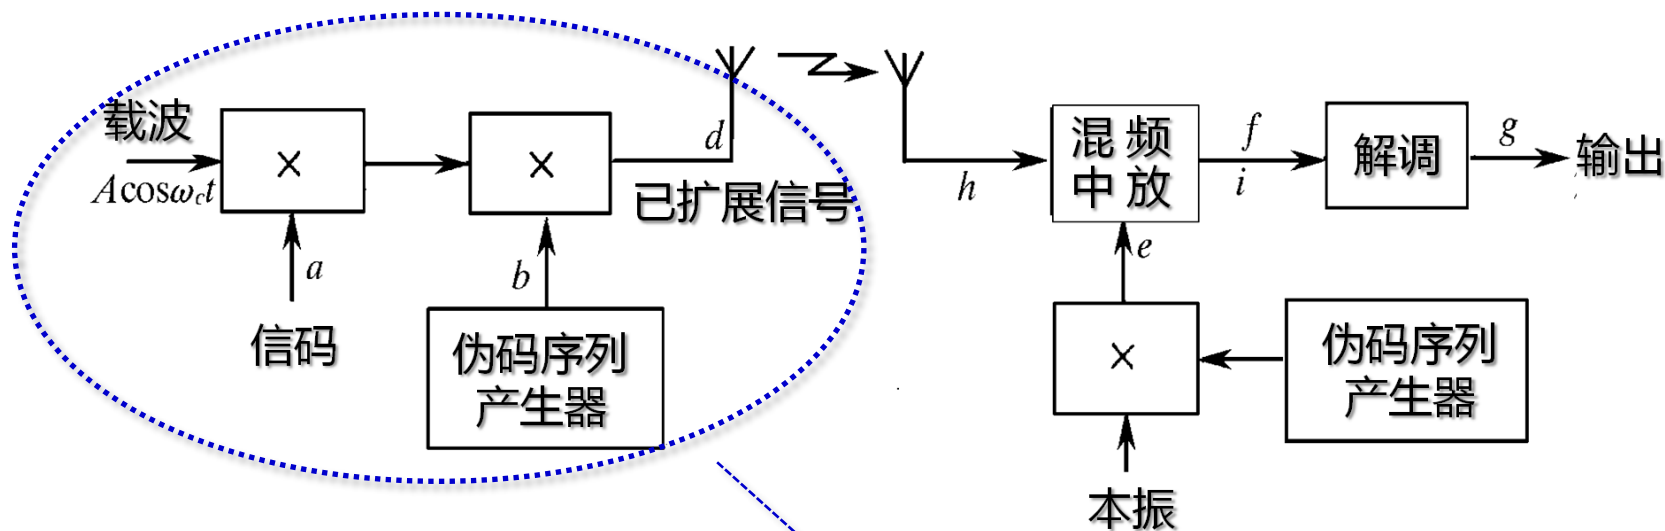 载波
Acosω_c t
×
×
d
已扩展信号
a
b
信码
伪码序列
产生器
h
混 频
中 放
f
i
解调
g
输出
e
×
伪码序列
产生器
本振